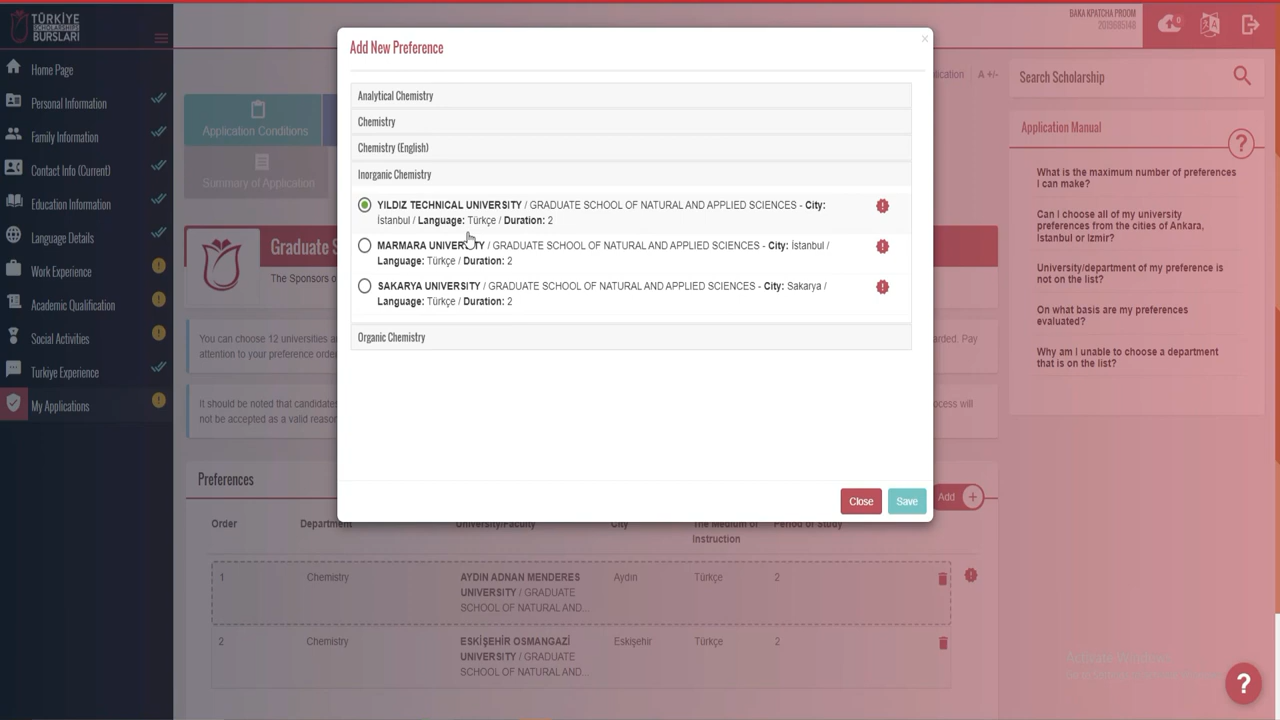 TÜRKİYE
SCHOLARSHIPS
BURSLARI
Home Page
Personal Information
Family Information
Contact Info (Current)
Education Information
Language Details
Work Experience
Academic Qualification
Social Activities
Turkiye Experience
My Applications
BAKA KPATCHA PROOM
2019685148
0
A +/-
Application Conditions
Summary of Application
Graduate S
The Sponsors o
You can choose 12 universities a
attention to your preference orde
arded. Pay
It should be noted that candidate
not be accepted as a valid reaso
ocess will
Add New Preference
×
Analytical Chemistry
Chemistry
Chemistry (English)
Inorganic Chemistry
YILDIZ TECHNICAL UNIVERSITY / GRADUATE SCHOOL OF NATURAL AND APPLIED SCIENCES - City:
İstanbul / Language: Türkçe / Duration: 2
MARMARA UNIVERSITY / GRADUATE SCHOOL OF NATURAL AND APPLIED SCIENCES - City: İstanbul /
Language: Türkçe / Duration: 2
SAKARYA UNIVERSITY / GRADUATE SCHOOL OF NATURAL AND APPLIED SCIENCES - City: Sakarya /
Language: Türkçe / Duration: 2
Organic Chemistry
Close
Save
Preferences
Add +
Order Department University/Faculty City The Medium of Period of Study
Instruction
1 Chemistry AYDIN ADNAN MENDERES Aydın Türkçe 2
UNIVERSITY / GRADUATE
SCHOOL OF NATURAL AND...
2 Chemistry ESKİŞEHİR OSMANGAZİ Eskişehir Türkçe 2
UNIVERSITY / GRADUATE
SCHOOL OF NATURAL AND...
Search Scholarship
Application Manual
?
What is the maximum number of preferences
I can make?
Can I choose all of my university
preferences from the cities of Ankara,
Istanbul or Izmir?
University/department of my preference is
not on the list?
On what basis are my preferences
evaluated?
Why am I unable to choose a department
that is on the list?
Activate Windows
?